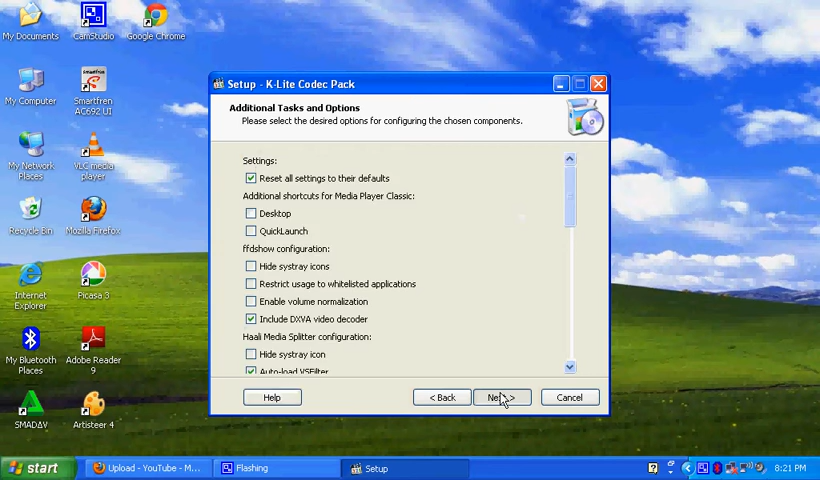 My Documents
CamStudio
Google Chrome
My Computer
Smartfren
AC692 UI
My Network
Places
VLC media
player
Recycle Bin
Mozilla Firefox
Internet
Explorer
Picasa 3
My Bluetooth
Places
Adobe Reader
9
SMADΔV
Artisteer 4
Setup - K-Lite Codec Pack
Additional Tasks and Options
Please select the desired options for configuring the chosen components.
Settings:
Reset all settings to their defaults
Additional shortcuts for Media Player Classic:
Desktop
QuickLaunch
ffdshow configuration:
Hide systray icons
Restrict usage to whitelisted applications
Enable volume normalization
Include DXVA video decoder
Haali Media Splitter configuration:
Hide systray icon
Auto-load VSFilter
Help
< Back
Next >
Cancel
start
Upload - YouTube - M...
Flashing
Setup
8:21 PM